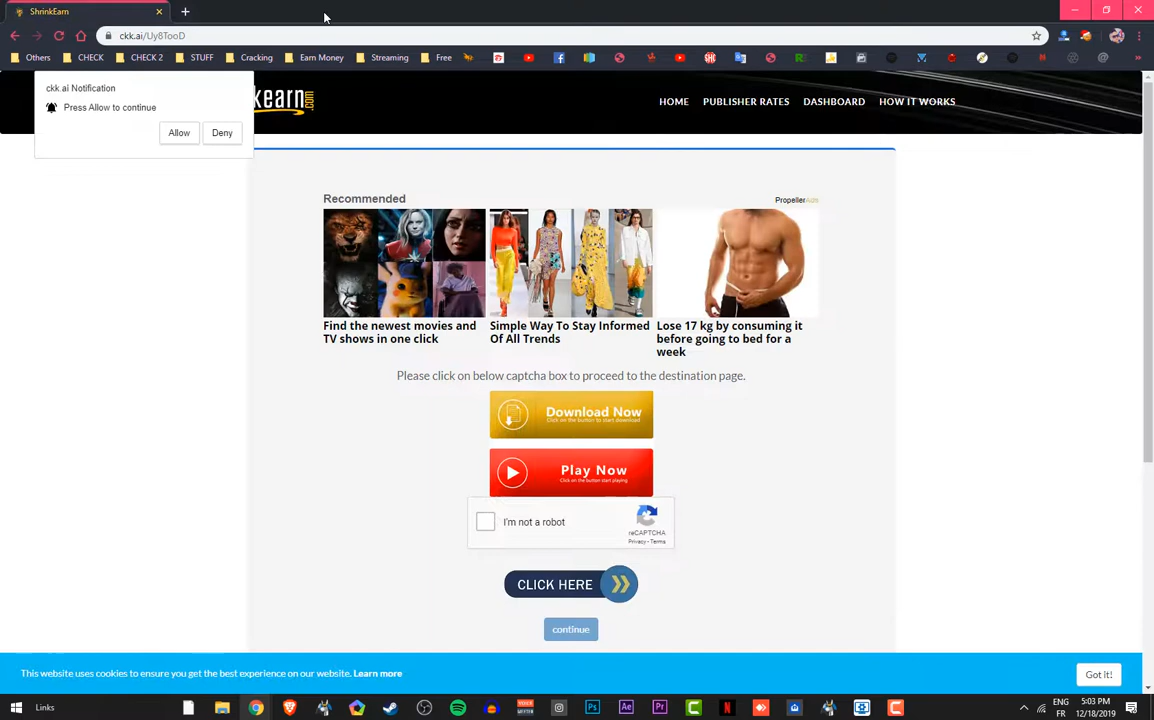 ShrinkEarn
ckk.ai/Uy8TooD
Others
CHECK
CHECK 2
STUFF
Cracking
Earn Money
Streaming
Free
ckk.ai Notification
Press Allow to continue
Allow
Deny
kearn.com
HOME
PUBLISHER RATES
DASHBOARD
HOW IT WORKS
Recommended
PropellerAds
Find the newest movies and
TV shows in one click
Simple Way To Stay Informed
Of All Trends
Lose 17 kg by consuming it
before going to bed for a
week
Please click on below captcha box to proceed to the destination page.
Download Now
Click on the button to start download
Play Now
Click on the button start playing
I'm not a robot
reCAPTCHA
Privacy - Terms
CLICK HERE
continue
This website uses cookies to ensure you get the best experience on our website. Learn more
Got it!
Links
ENG
FR
5:03 PM
12/18/2019